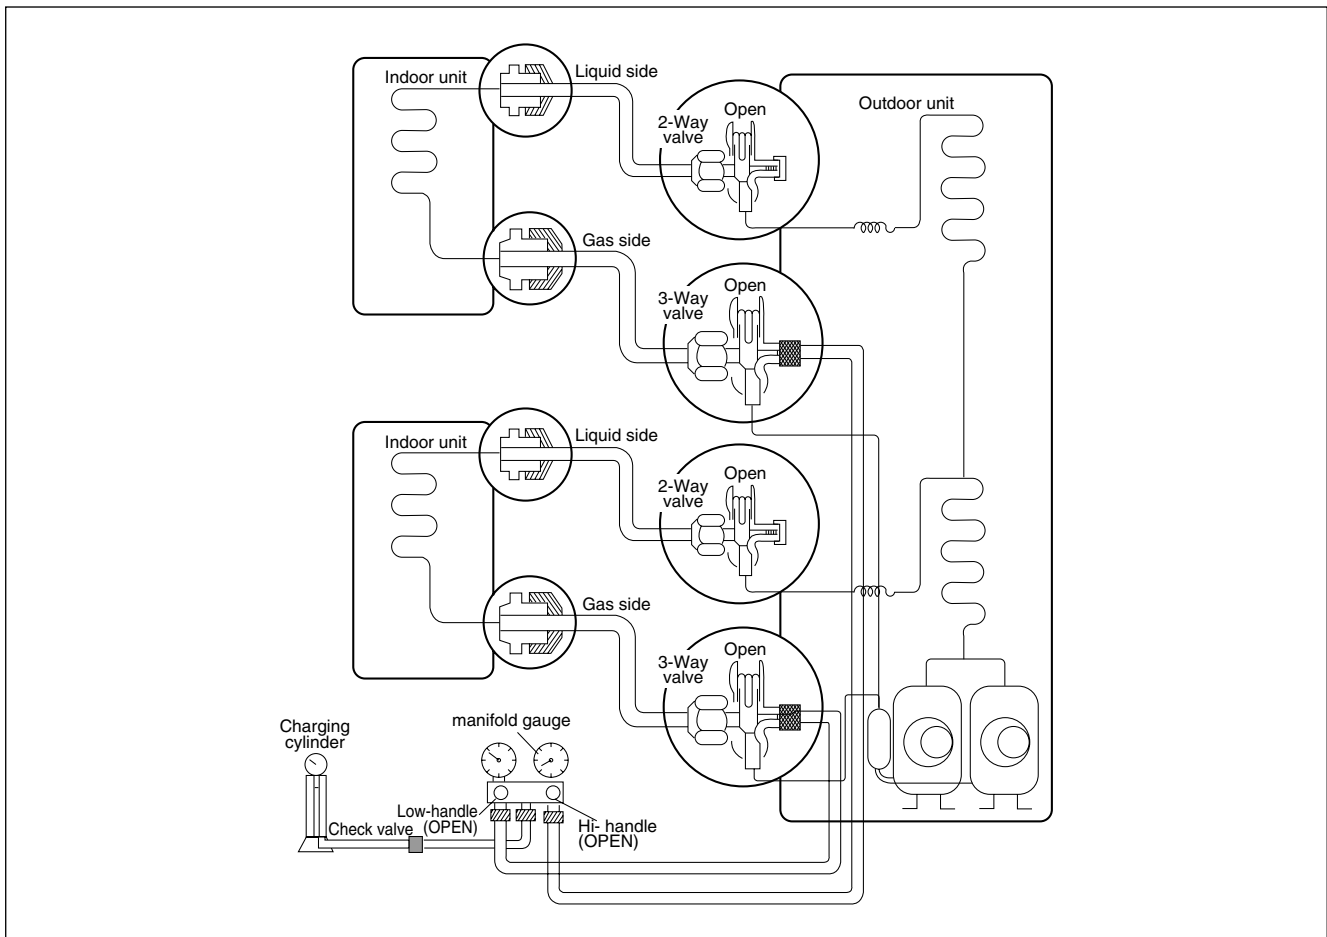 Indoor unit
Liquid side
2-Way
valve
Open
Outdoor unit
Gas side
3-Way
valve
Open
Indoor unit
Liquid side
2-Way
valve
Open
Gas side
3-Way
valve
Open
Charging
cylinder
manifold gauge
Low-handle
(OPEN)
Check valve
Hi- handle
(OPEN)